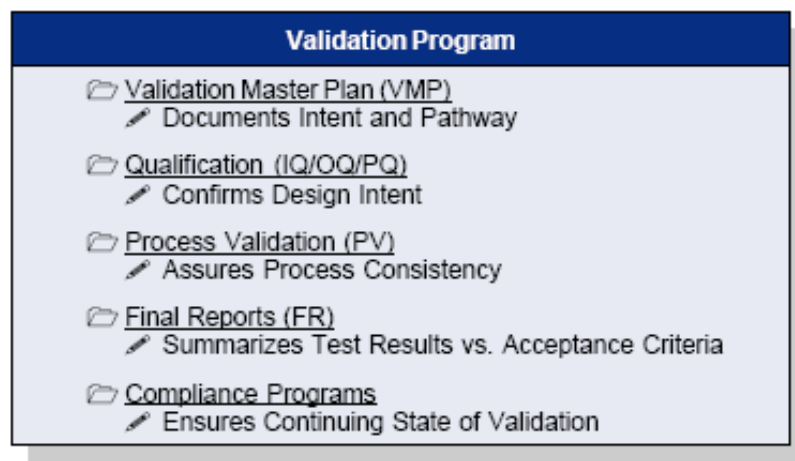 Validation Program
Validation Master Plan (VMP)
Documents Intent and Pathway
Qualification (IQ/OQ/PQ)
Confirms Design Intent
Process Validation (PV)
Assures Process Consistency
Final Reports (FR)
Summarizes Test Results vs. Acceptance Criteria
Compliance Programs
Ensures Continuing State of Validation